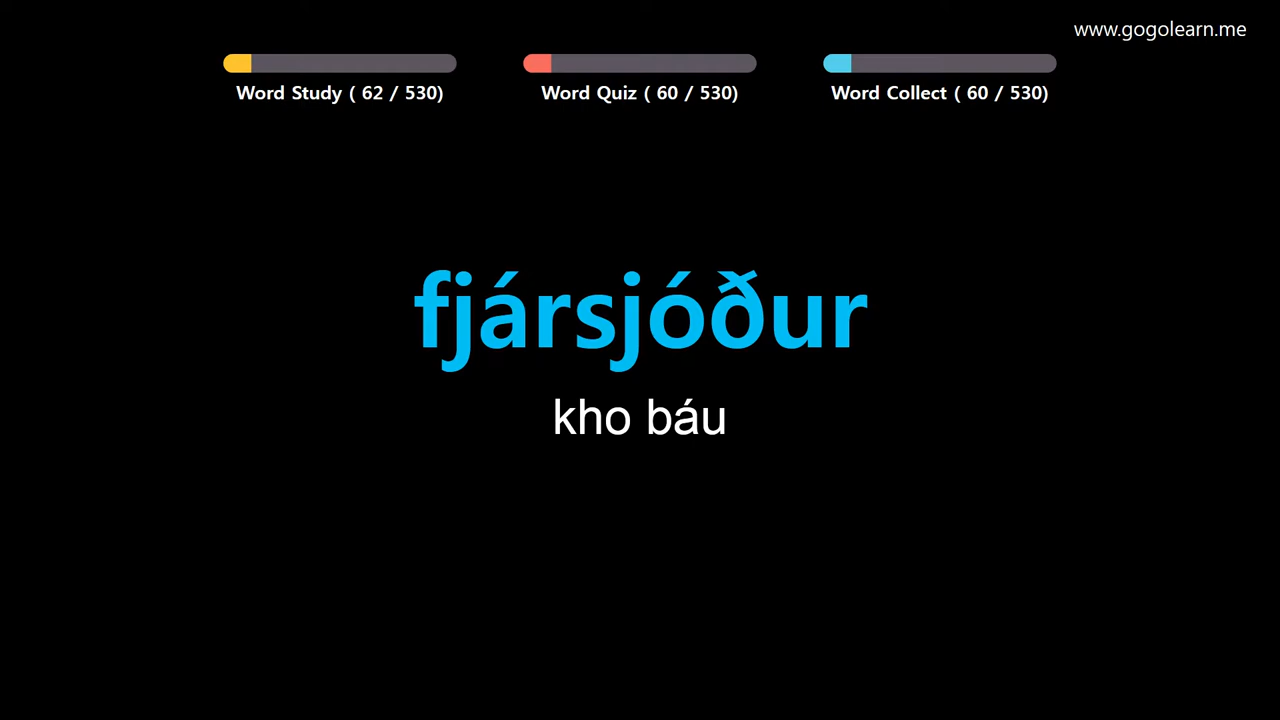 www.gogolearn.me
Word Study ( 62 / 530)
Word Quiz ( 60 / 530)
Word Collect ( 60 / 530)
fjársjóður
kho báu